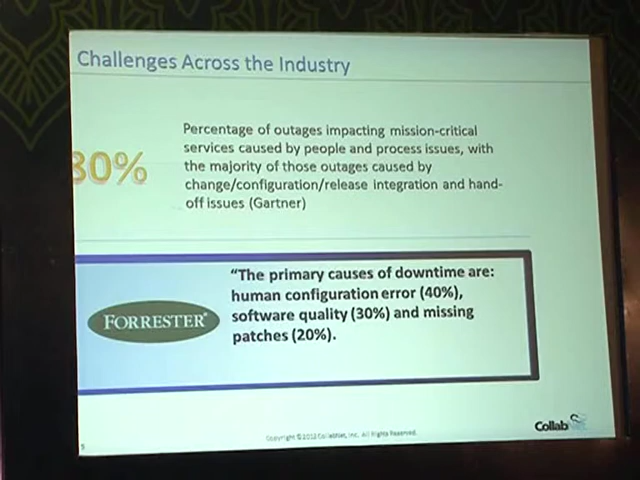 Challenges Across the Industry
80%
Percentage of outages impacting mission-critical
services caused by people and process issues, with
the majority of those outages caused by
change/configuration/release integration and hand-
off issues (Gartner)
FORRESTER®
“The primary causes of downtime are:
human configuration error (40%),
software quality (30%) and missing
patches (20%).
Copyright ©2012 CollabNet, Inc. All Rights Reserved.
Collab